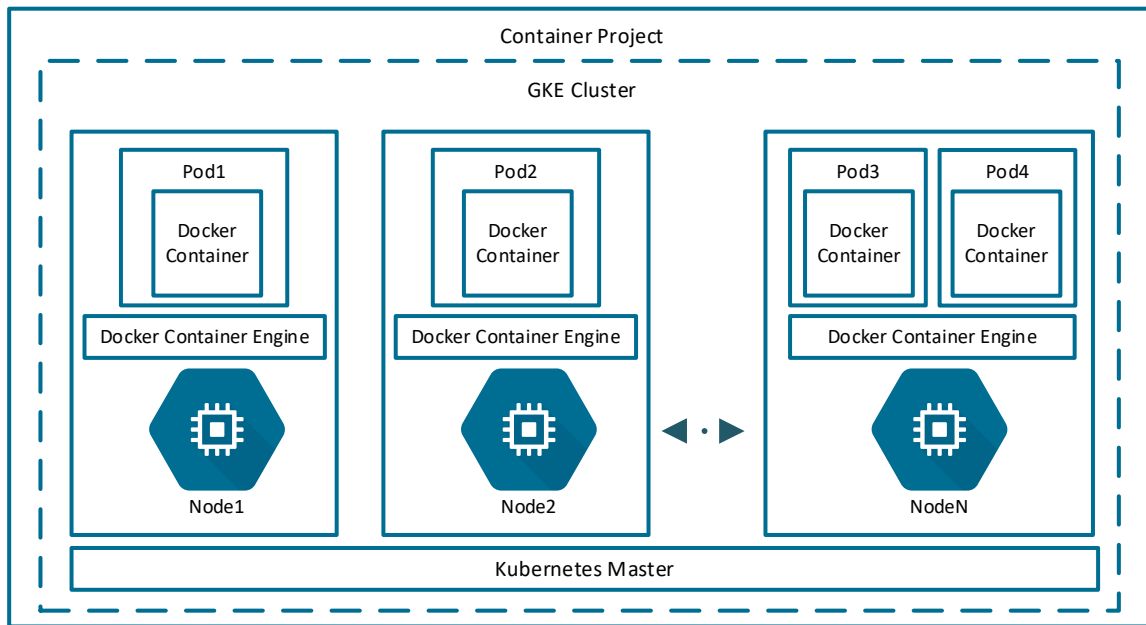 Container Project
GKE Cluster
Pod1
Docker
Container
Docker Container Engine
Node1
Pod2
Docker
Container
Docker Container Engine
Node2
Pod3
Docker
Container
Pod4
Docker
Container
Docker Container Engine
NodeN
Kubernetes Master